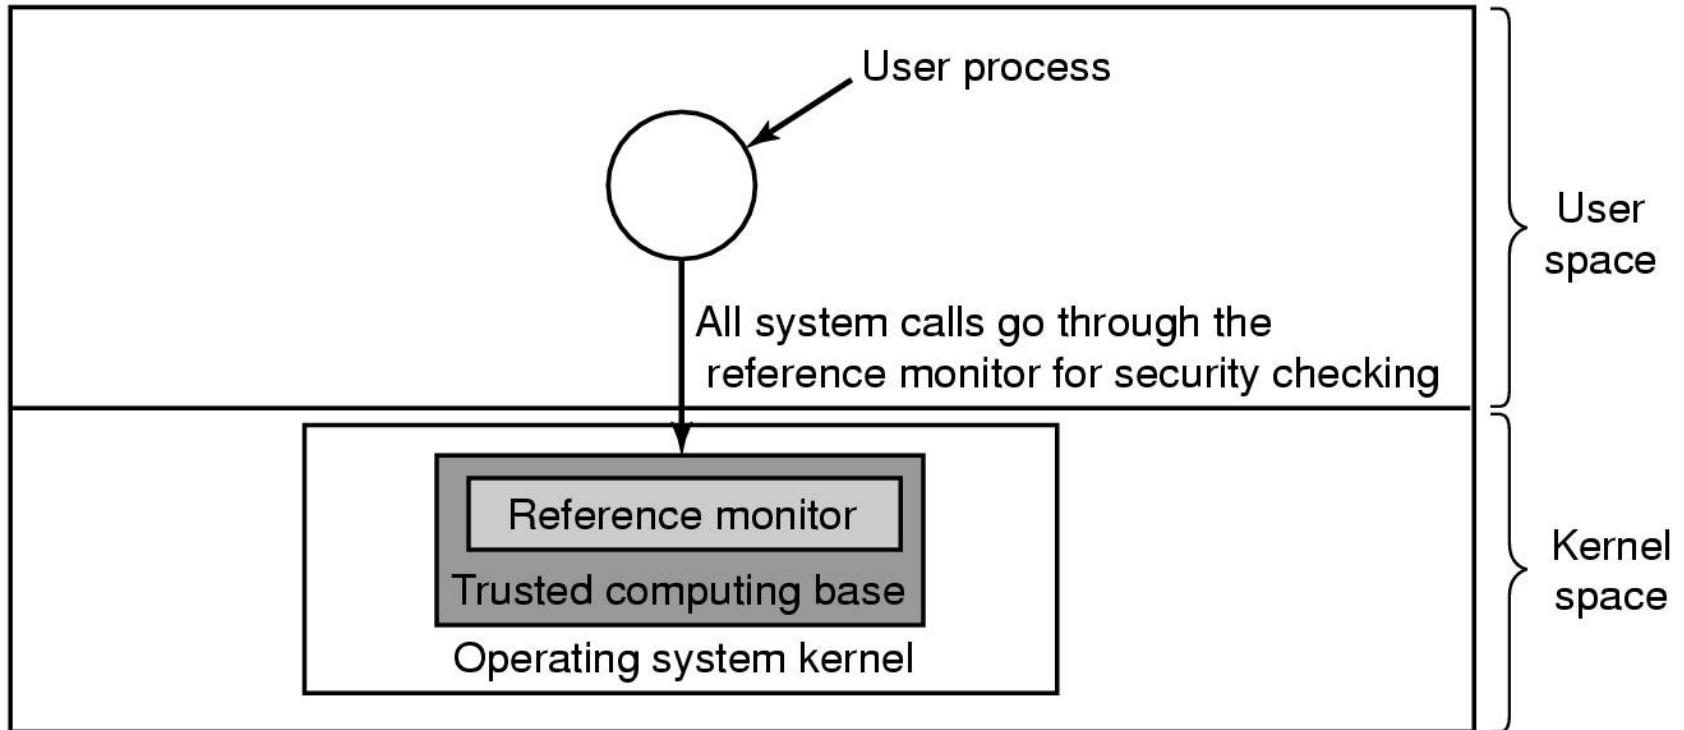 User process
User
space
All system calls go through the
reference monitor for security checking
Reference monitor
Trusted computing base
Operating system kernel
Kernel
space